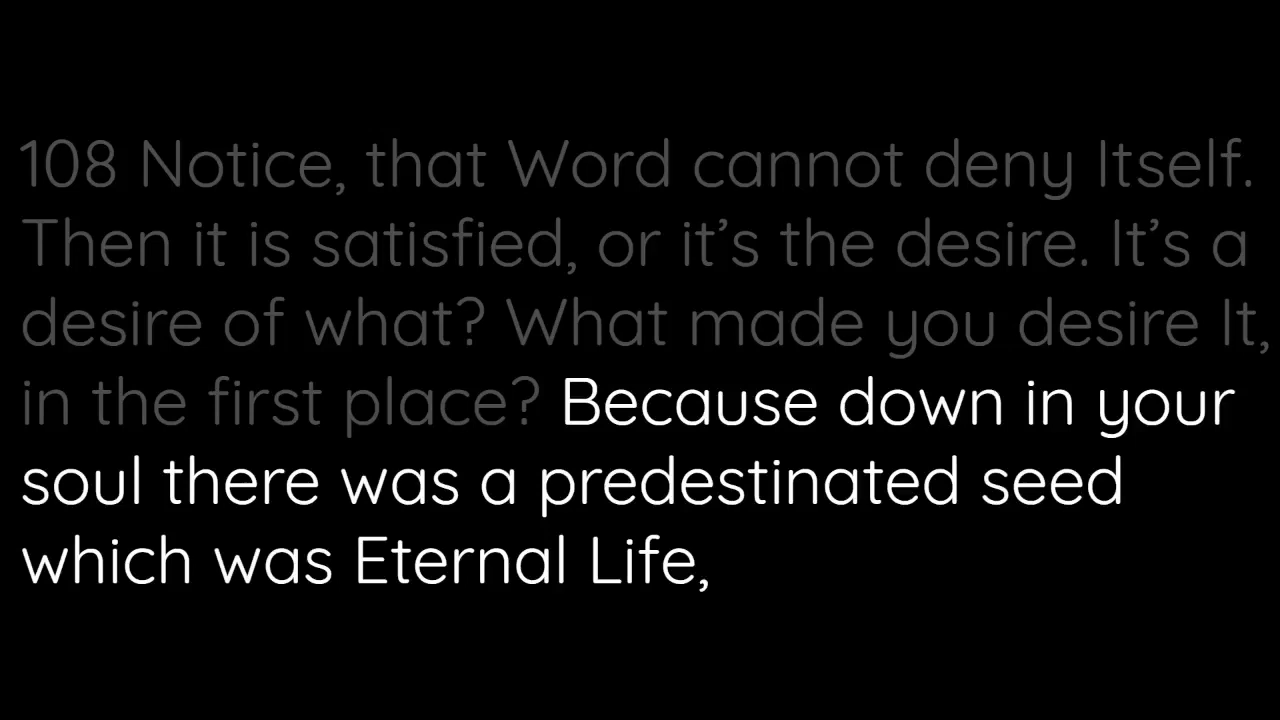 108 Notice, that Word cannot deny Itself.
Then it is satisfied, or it’s the desire. It’s a
desire of what? What made you desire It,
in the first place? Because down in your
soul there was a predestinated seed
which was Eternal Life,